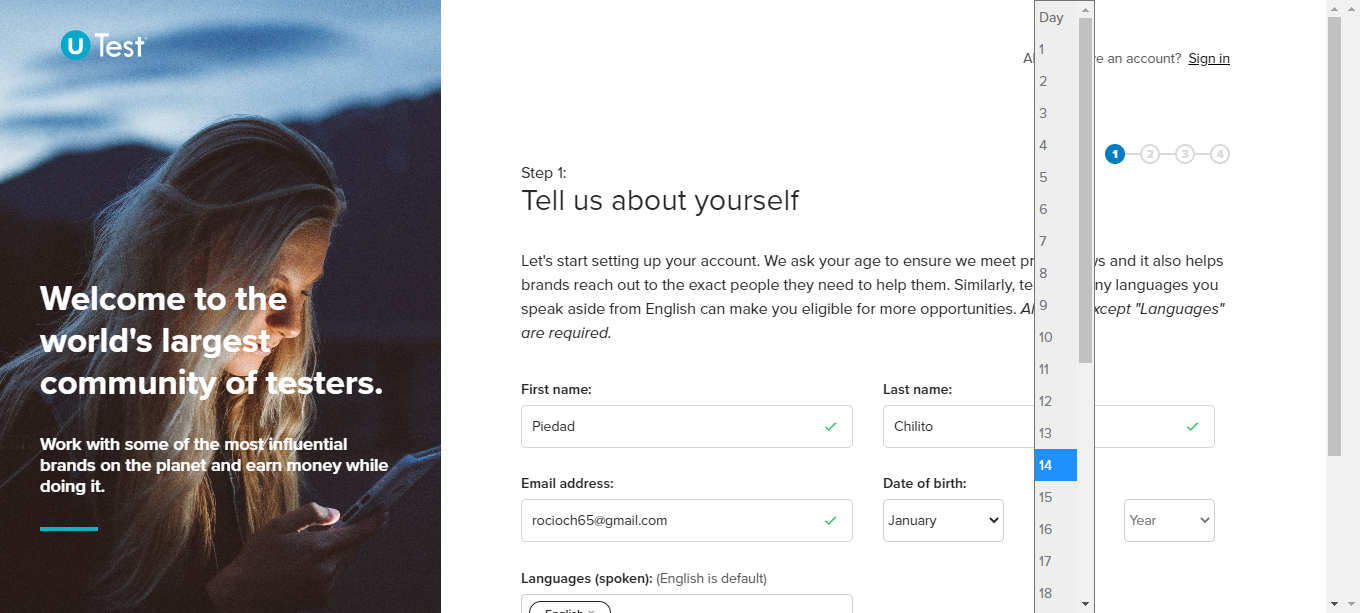 U Test
Welcome to the
world's largest
community of testers.
Work with some of the most influential
brands on the planet and earn money while
doing it.
e an account? Sign in
1 2 3 4
Step 1:
Tell us about yourself
Let's start setting up your account. We ask your age to ensure we meet pr s and it also helps
brands reach out to the exact people they need to help them. Similarly, te ny languages you
speak aside from English can make you eligible for more opportunities. Al xcept "Languages"
are required.
First name:
Last name:
Piedad
Chilito
Email address:
Date of birth:
rocioch65@gmail.com
January
Year
Languages (spoken): (English is default)
English ×
Day
1
2
3
4
5
6
7
8
9
10
11
12
13
14
15
16
17
18